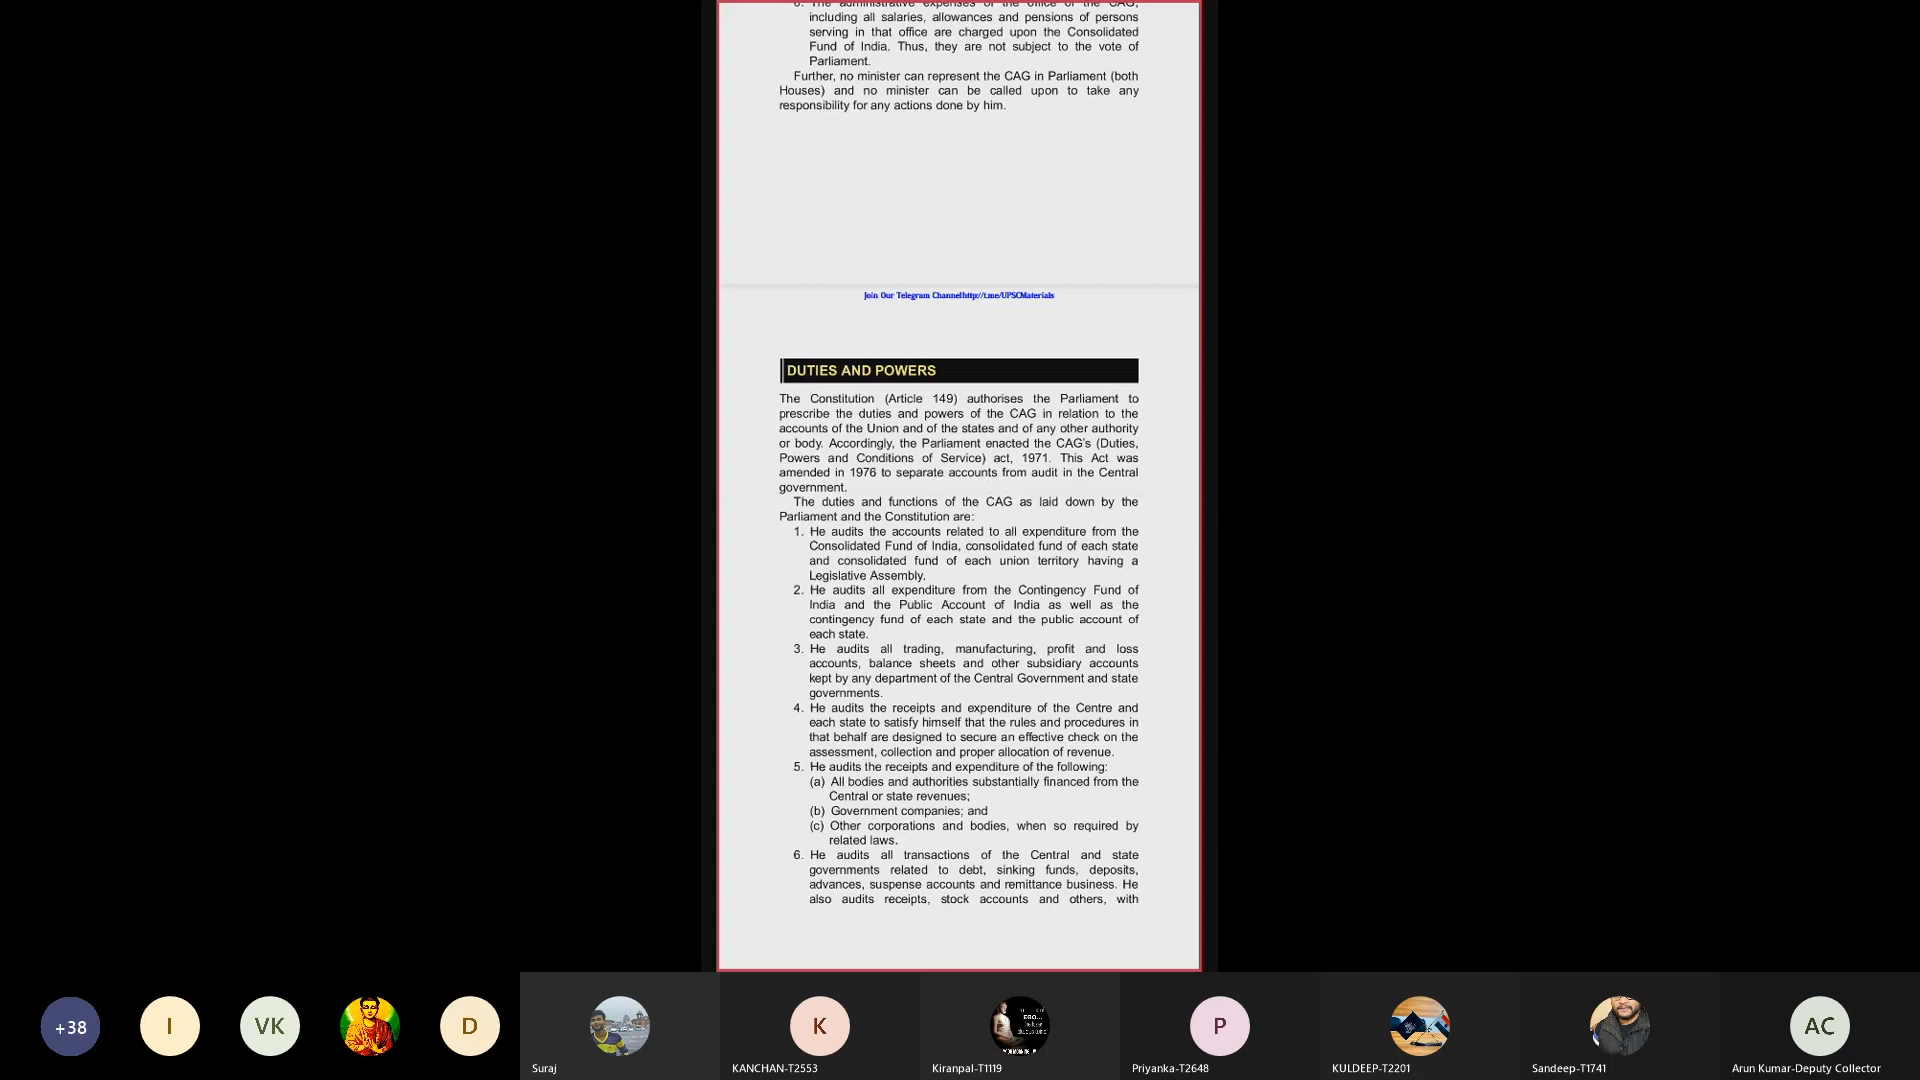 6. The administrative expenses of the office of the CAG,
including all salaries, allowances and pensions of persons
serving in that office are charged upon the Consolidated
Fund of India. Thus, they are not subject to the vote of
Parliament.
Further, no minister can represent the CAG in Parliament (both
Houses) and no minister can be called upon to take any
responsibility for any actions done by him.
Join Our Telegram Channelhttp://t.me/UPSCMaterials
DUTIES AND POWERS
The Constitution (Article 149) authorises the Parliament to
prescribe the duties and powers of the CAG in relation to the
accounts of the Union and of the states and of any other authority
or body. Accordingly, the Parliament enacted the CAG's (Duties,
Powers and Conditions of Service) act, 1971. This Act was
amended in 1976 to separate accounts from audit in the Central
government.
The duties and functions of the CAG as laid down by the
Parliament and the Constitution are:
1. He audits the accounts related to all expenditure from the
Consolidated Fund of India, consolidated fund of each state
and consolidated fund of each union territory having a
Legislative Assembly.
2. He audits all expenditure from the Contingency Fund of
India and the Public Account of India as well as the
contingency fund of each state and the public account of
each state.
3. He audits all trading, manufacturing, profit and loss
accounts, balance sheets and other subsidiary accounts
kept by any department of the Central Government and state
governments.
4. He audits the receipts and expenditure of the Centre and
each state to satisfy himself that the rules and procedures in
that behalf are designed to secure an effective check on the
assessment, collection and proper allocation of revenue.
5. He audits the receipts and expenditure of the following:
(a) All bodies and authorities substantially financed from the
Central or state revenues;
(b) Government companies; and
(c) Other corporations and bodies, when so required by
related laws.
6. He audits all transactions of the Central and state
governments related to debt, sinking funds, deposits,
advances, suspense accounts and remittance business. He
also audits receipts, stock accounts and others, with
+38
I
VK
D
K
EGO...
P
AC
Suraj
KANCHAN-T2553
Kiranpal-T1119
Priyanka-T2648
KULDEEP-T2201
Sandeep-T1741
Arun Kumar-Deputy Collector